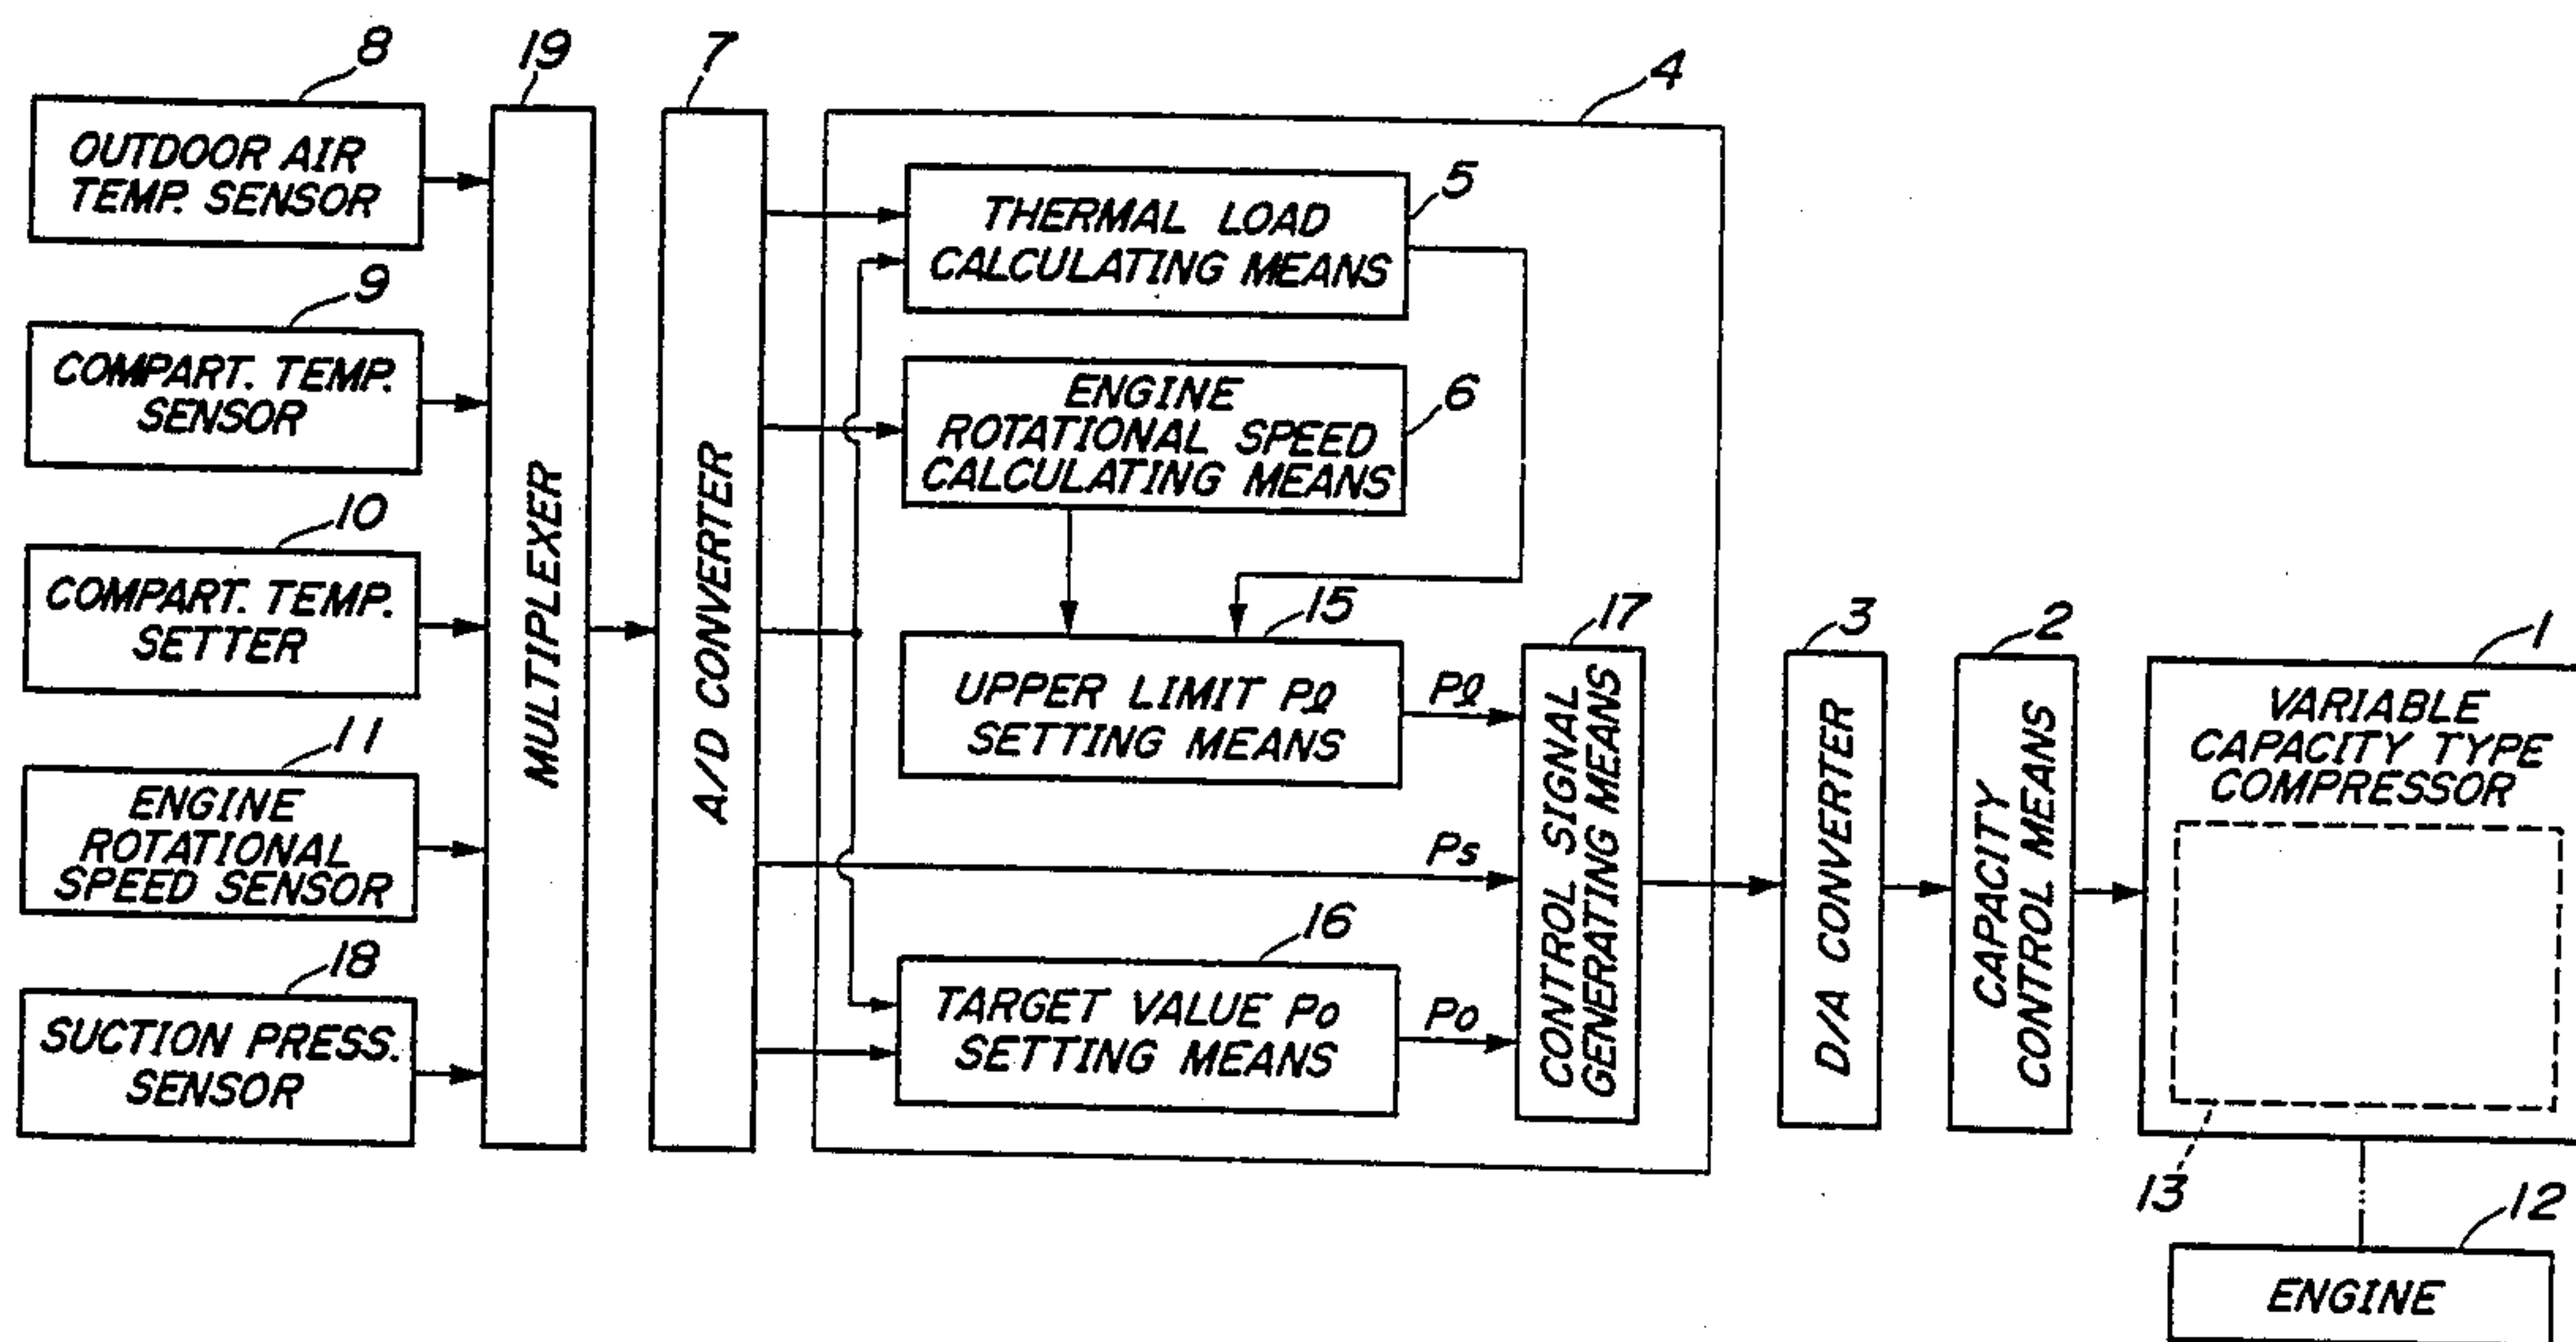 8
19
7
4
OUTDOOR AIR
TEMP. SENSOR
9
COMPART. TEMP.
SENSOR
10
COMPART. TEMP.
SETTER
11
ENGINE
ROTATIONAL
SPEED SENSOR
18
SUCTION PRESS.
SENSOR
MULTIPLEXER
A/D CONVERTER
5
THERMAL LOAD
CALCULATING MEANS
6
ENGINE
ROTATIONAL SPEED
CALCULATING MEANS
15
UPPER LIMIT Pℓ
SETTING MEANS
Pℓ
Ps
16
TARGET VALUE Po
SETTING MEANS
Po
17
CONTROL SIGNAL
GENERATING MEANS
3
D/A CONVERTER
2
CAPACITY
CONTROL MEANS
1
VARIABLE
CAPACITY TYPE
COMPRESSOR
13
12
ENGINE